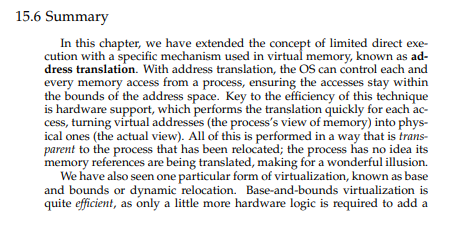 15.6 Summary
In this chapter, we have extended the concept of limited direct exe-
cution with a specific mechanism used in virtual memory, known as ad-
dress translation. With address translation, the OS can control each and
every memory access from a process, ensuring the accesses stay within
the bounds of the address space. Key to the efficiency of this technique
is hardware support, which performs the translation quickly for each ac-
cess, turning virtual addresses (the process's view of memory) into phys-
ical ones (the actual view). All of this is performed in a way that is trans-
parent to the process that has been relocated; the process has no idea its
memory references are being translated, making for a wonderful illusion.
We have also seen one particular form of virtualization, known as base
and bounds or dynamic relocation. Base-and-bounds virtualization is
quite efficient, as only a little more hardware logic is required to add a